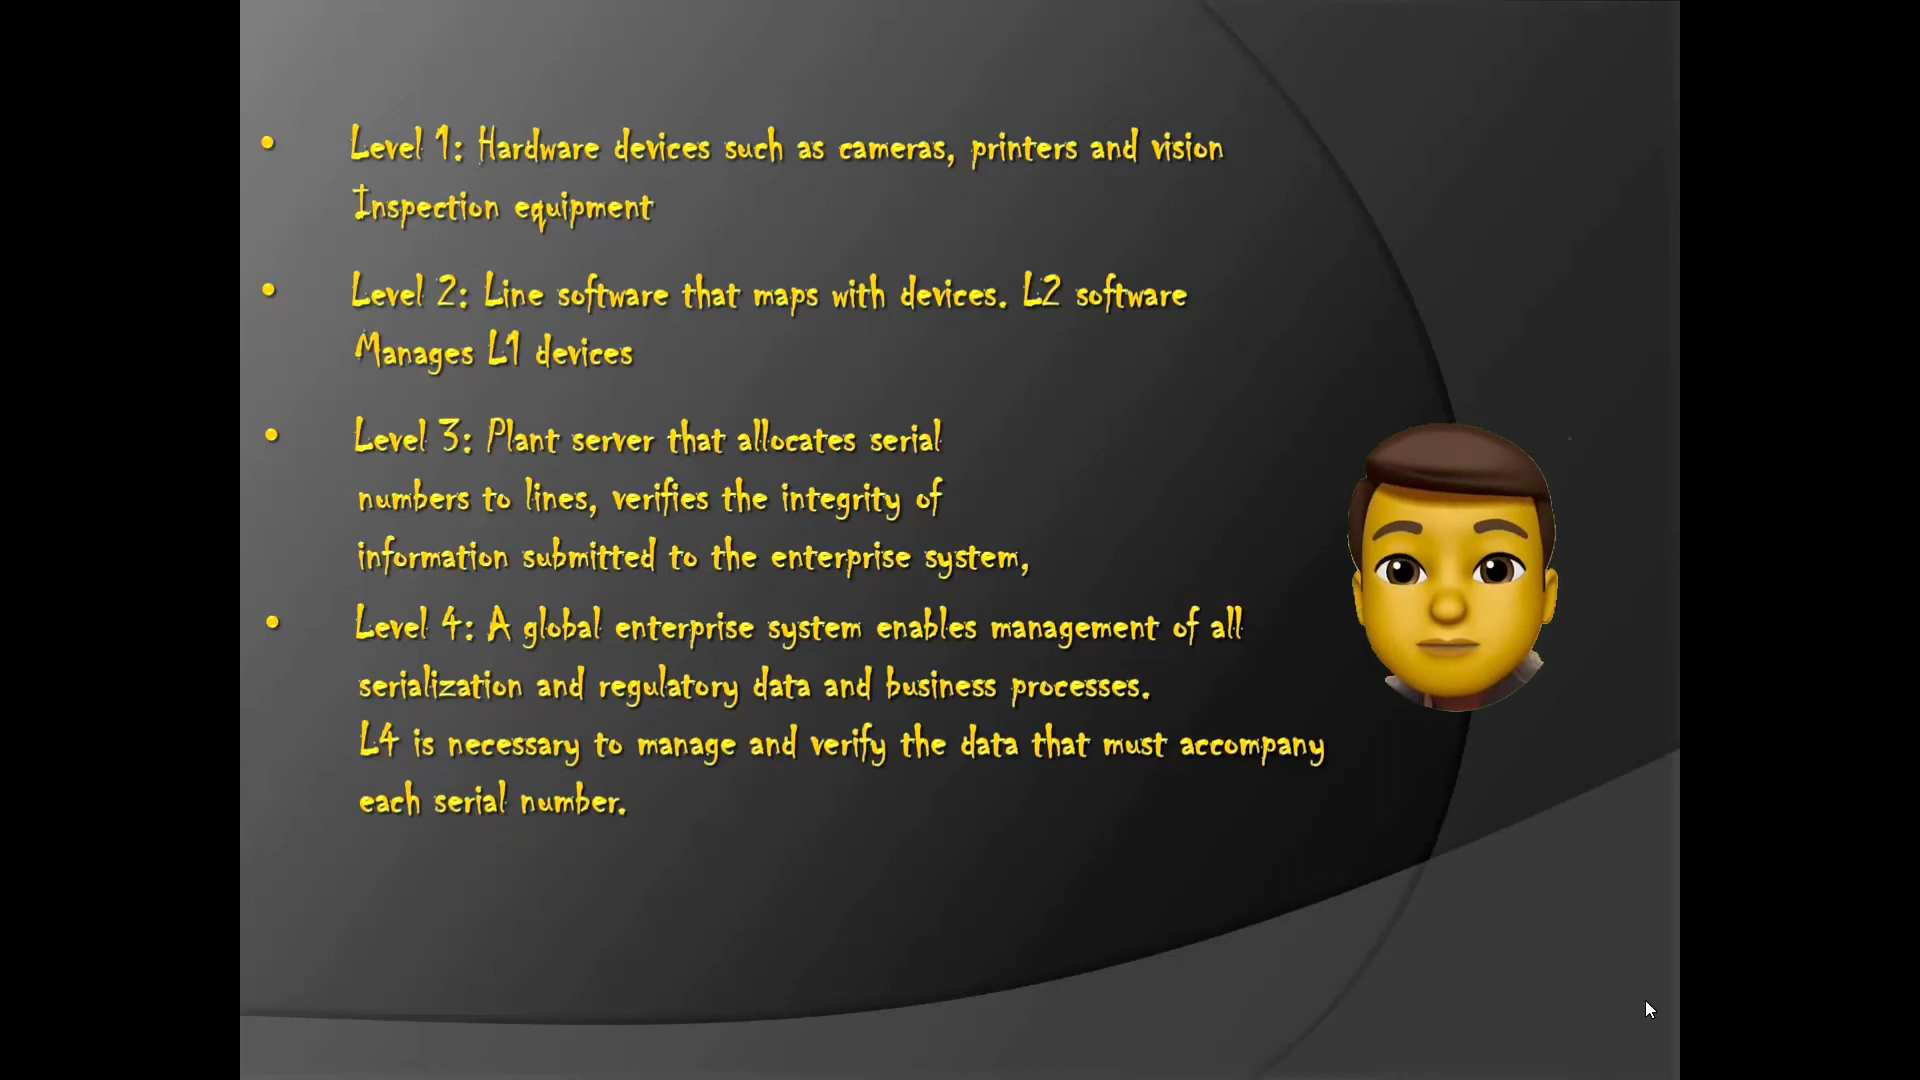 • Level 1: Hardware devices such as cameras, printers and vision
Inspection equipment
• Level 2: Line software that maps with devices. L2 software
Manages L1 devices
• Level 3: Plant server that allocates serial
numbers to lines, verifies the integrity of
information submitted to the enterprise system,
• Level 4: A global enterprise system enables management of all
serialization and regulatory data and business processes.
L4 is necessary to manage and verify the data that must accompany
each serial number.